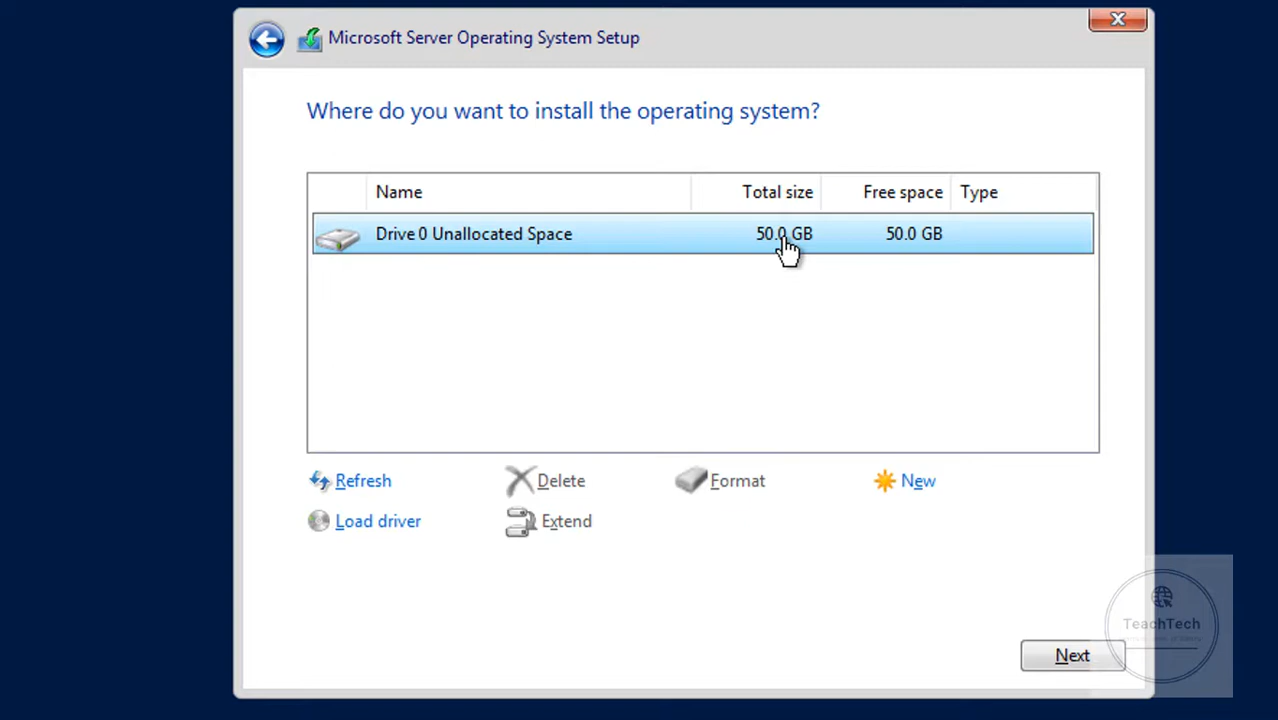 Microsoft Server Operating System Setup
Where do you want to install the operating system?
Name Total size Free space Type
Drive 0 Unallocated Space 50.0 GB 50.0 GB
Refresh Delete Format New
Load driver Extend
TeachTech
Next